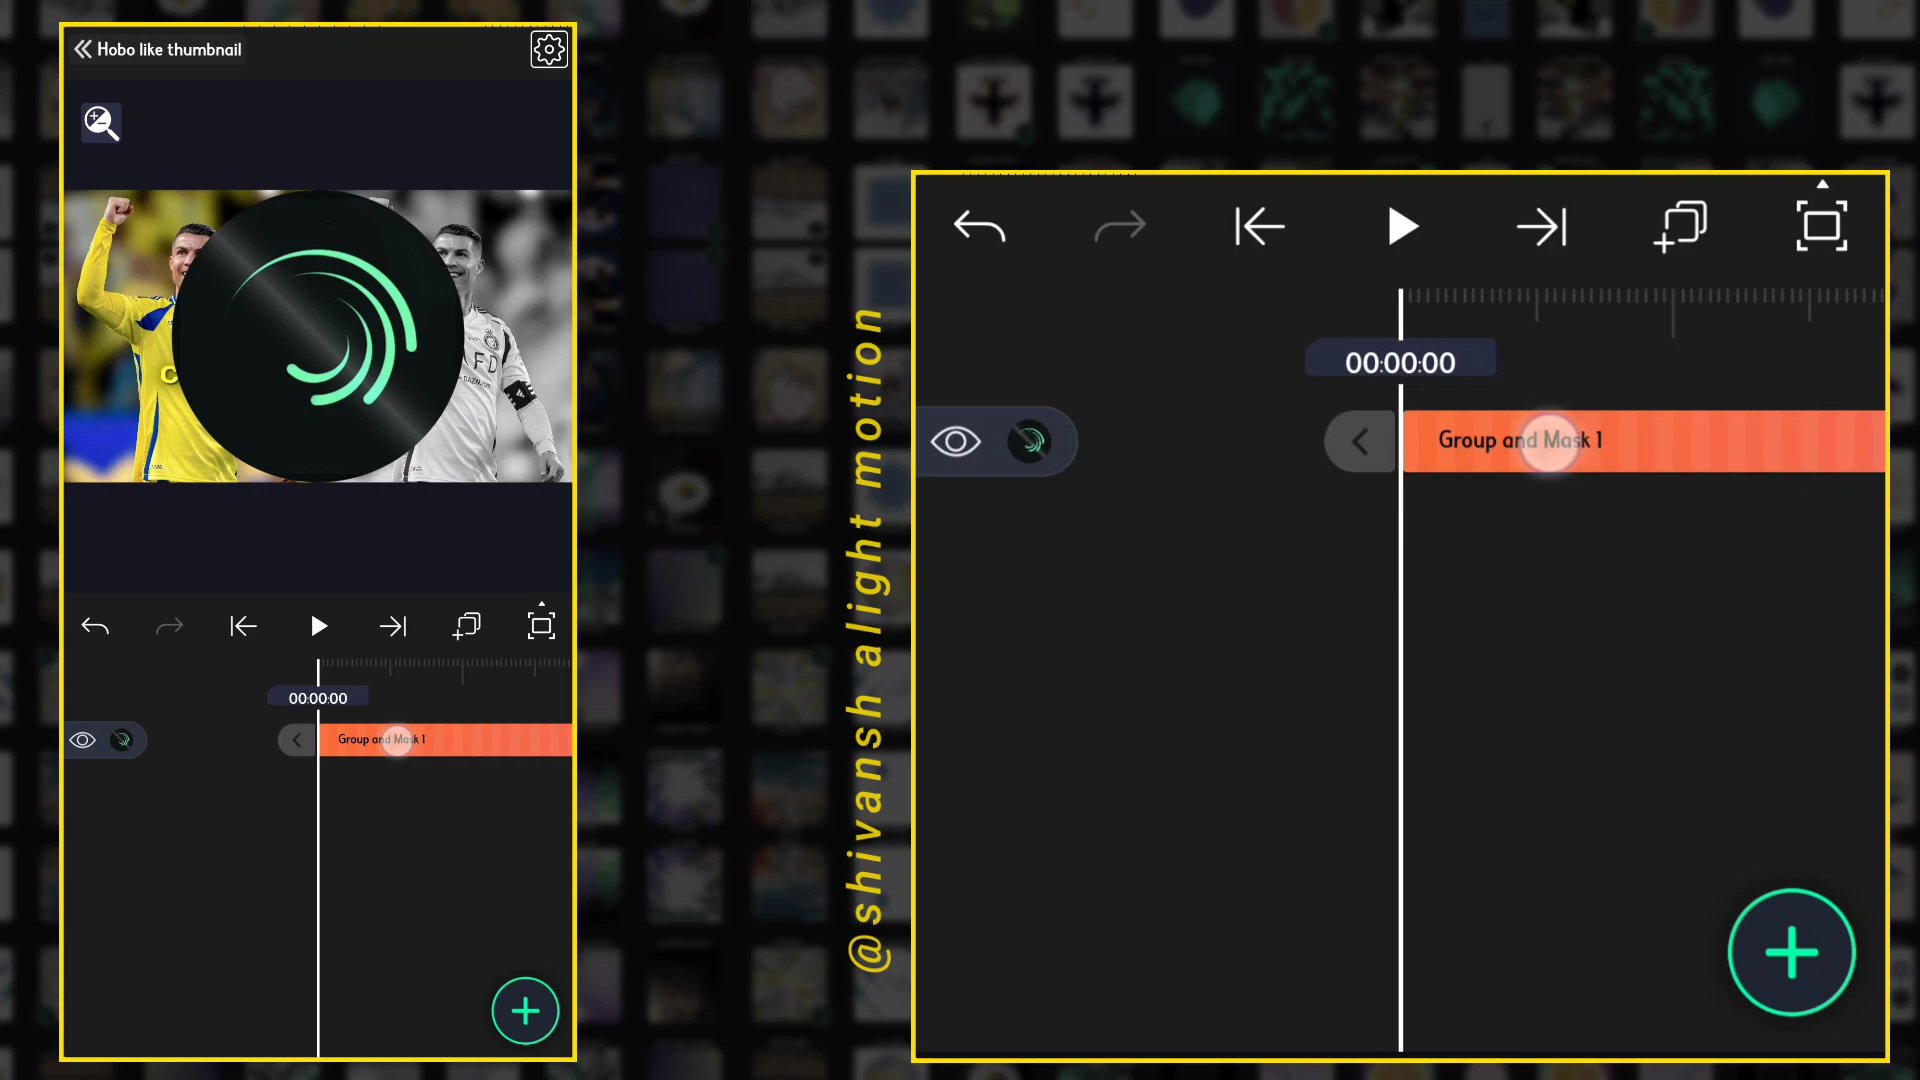 Hobo like thumbnail
AFD
00:00:00
Group and Mask 1
@shivansh alight motion
00:00:00
Group and Mask 1